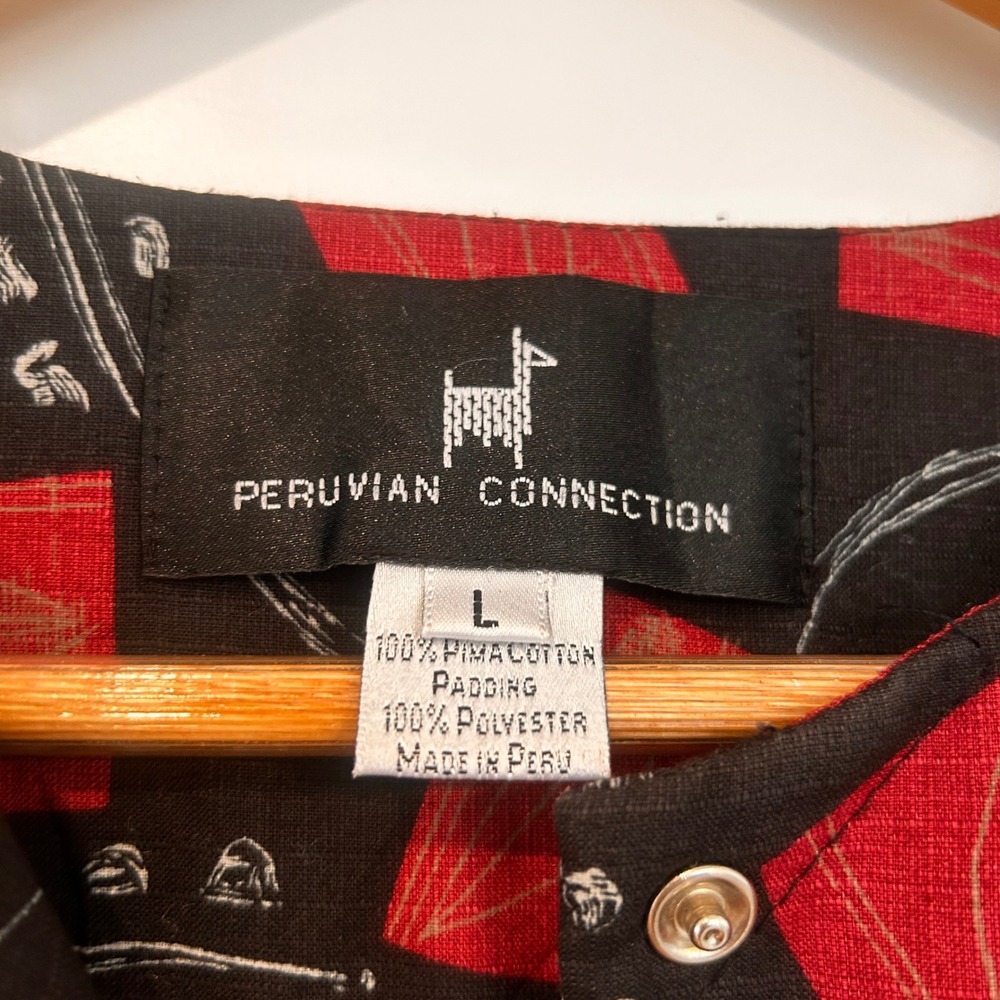 PERUVIAN CONNECTION
L
100% PIMA COTTON
PADDING
100% POLYESTER
MADE IN PERU